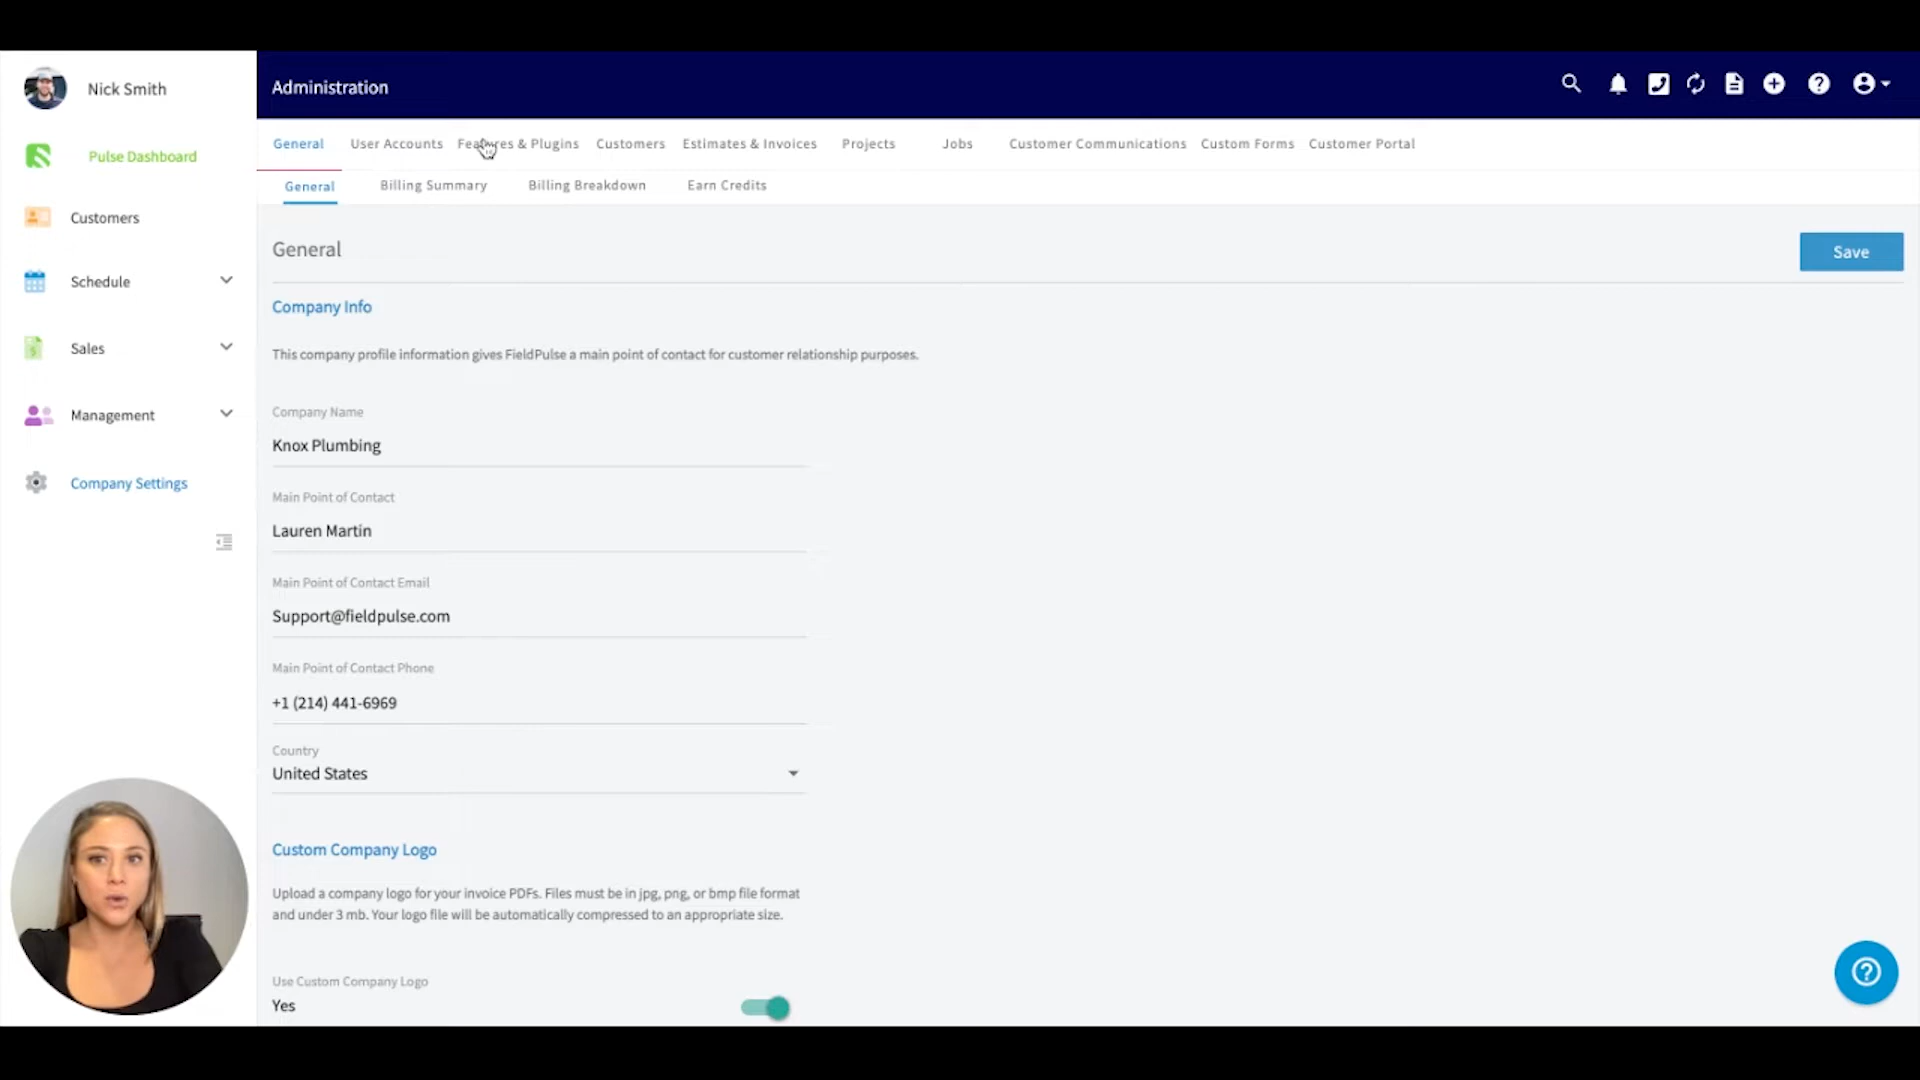 Nick Smith
Administration
Pulse Dashboard
Customers
Schedule
Sales
Management
Company Settings
General User Accounts Features & Plugins Customers Estimates & Invoices Projects Jobs Customer Communications Custom Forms Customer Portal
General Billing Summary Billing Breakdown Earn Credits
General
Save
Company Info
This company profile information gives FieldPulse a main point of contact for customer relationship purposes.
Company Name
Knox Plumbing
Main Point of Contact
Lauren Martin
Main Point of Contact Email
Support@fieldpulse.com
Main Point of Contact Phone
+1 (214) 441-6969
Country
United States
Custom Company Logo
Upload a company logo for your invoice PDFs. Files must be in jpg, png, or bmp file format
and under 3 mb. Your logo file will be automatically compressed to an appropriate size.
Use Custom Company Logo
Yes